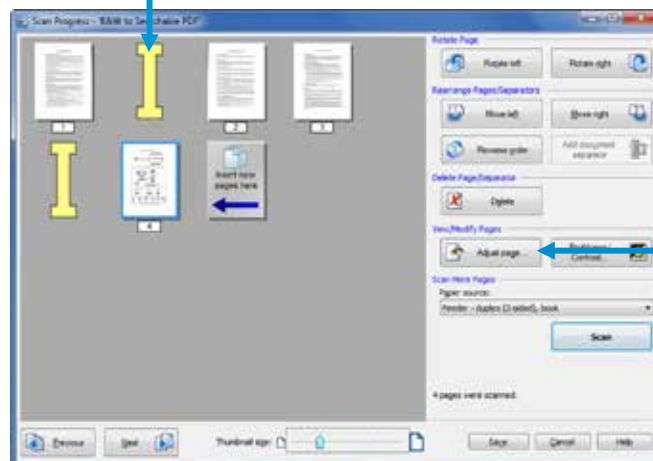 Scan Progress - "B&W to Searchable PDF"
Rotate Page
Rotate left
Rotate right
Rearrange Pages/Separators
Move left
Move right
Reverse order
Add document separator
Delete Page/Separator
Delete
View/Modify Pages
Adjust page...
Brightness / Contrast...
Scan More Pages
Paper source:
Feeder - duplex (2 sided), book
Scan
4 pages were scanned.
1
2
3
4
Insert new
pages here
Previous
Next
Thumbnail size:
Save
Cancel
Help